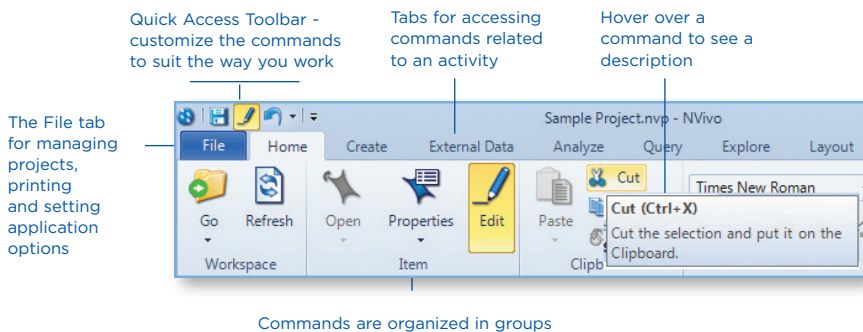 Quick Access Toolbar -
customize the commands
to suit the way you work
Tabs for accessing
commands related
to an activity
Hover over a
command to see a
description
The File tab
for managing
projects,
printing
and setting
application
options
Sample Project.nvp - NVivo
File Home Create External Data Analyze Query Explore Layout
Go Refresh Open Properties Edit Paste Cut
Times New Roman
Cut (Ctrl+X)
Cut the selection and put it on the
Clipboard.
Workspace Item Clipb
Commands are organized in groups